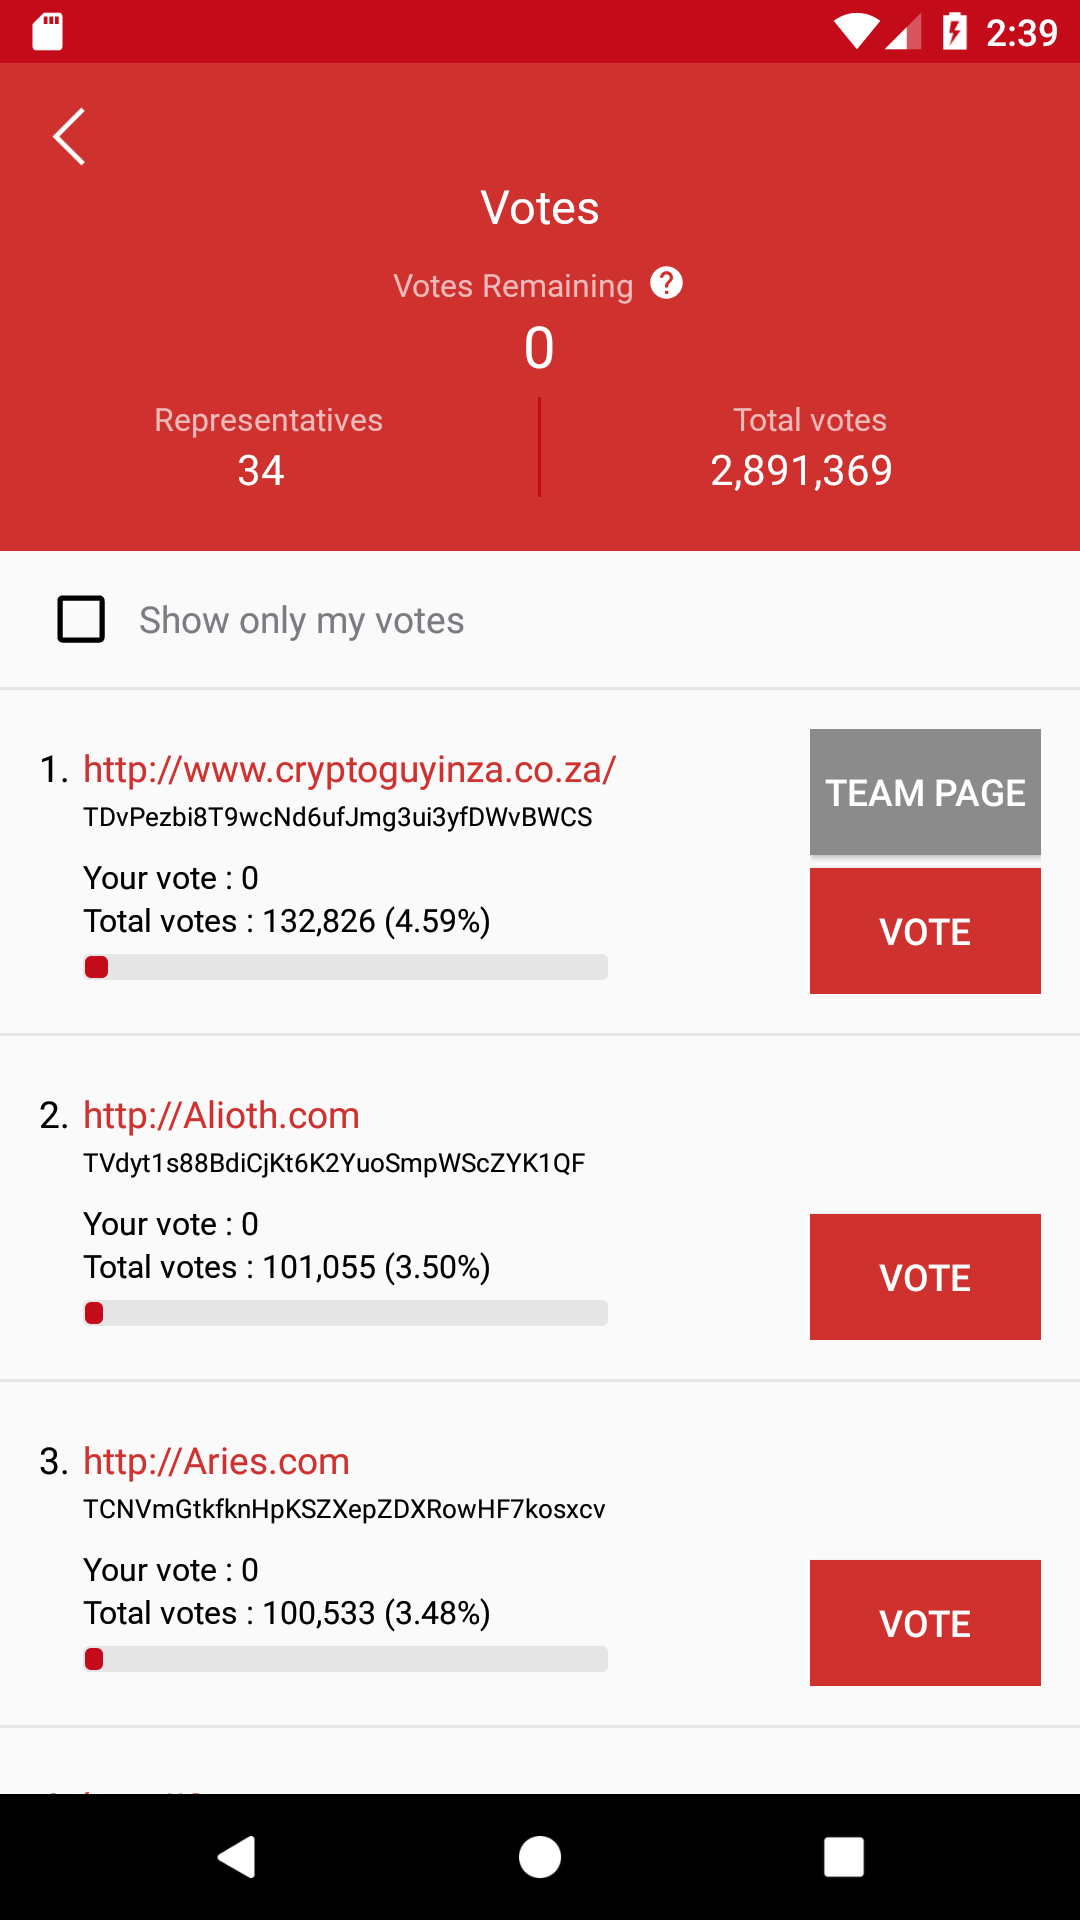 2:39
Votes
Votes Remaining ?
0
Representatives
34
Total votes
2,891,369
Show only my votes
1. http://www.cryptoguyinza.co.za/
TDvPezbi8T9wcNd6ufJmg3ui3yfDWvBWCS
TEAM PAGE
Your vote : 0
Total votes : 132,826 (4.59%)
VOTE
2. http://Alioth.com
TVdyt1s88BdiCjKt6K2YuoSmpWScZYK1QF
Your vote : 0
Total votes : 101,055 (3.50%)
VOTE
3. http://Aries.com
TCNVmGtkfknHpKSZXepZDXRowHF7kosxcv
Your vote : 0
Total votes : 100,533 (3.48%)
VOTE